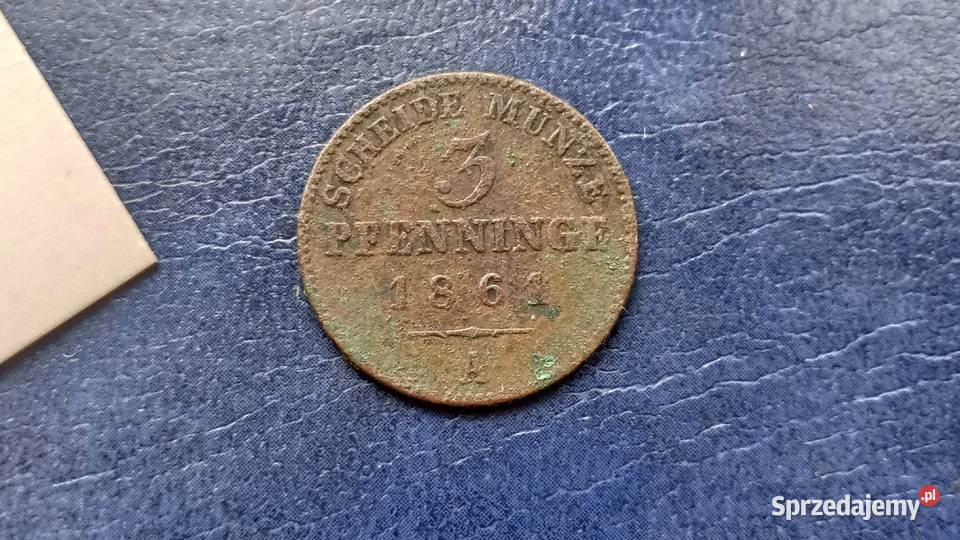 SCHEIDE MÜNZE
3
PFENNINGE
1861
A
Sprzedajemy.pl